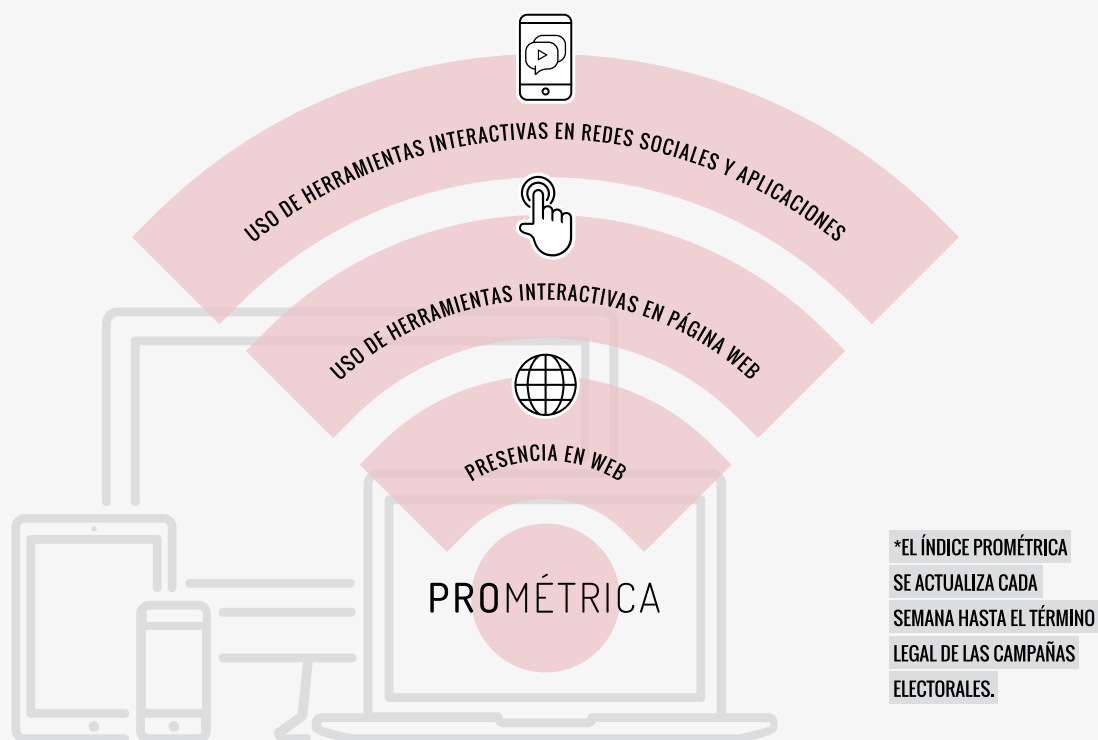 USO DE HERRAMIENTAS INTERACTIVAS EN REDES SOCIALES Y APLICACIONES
USO DE HERRAMIENTAS INTERACTIVAS EN PÁGINA WEB
PRESENCIA EN WEB
PROMÉTRICA
*EL ÍNDICE PROMÉTRICA
SE ACTUALIZA CADA
SEMANA HASTA EL TÉRMINO
LEGAL DE LAS CAMPAÑAS
ELECTORALES.